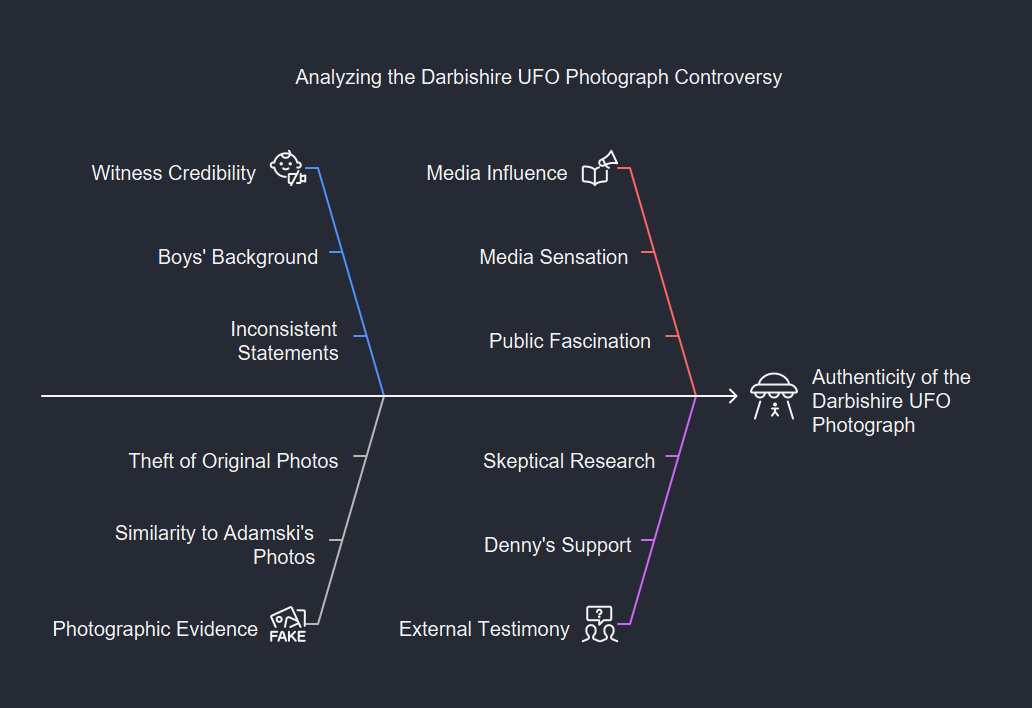 Analyzing the Darbishire UFO Photograph Controversy
Witness Credibility
Boys' Background
Inconsistent
Statements
Media Influence
Media Sensation
Public Fascination
Theft of Original Photos
Similarity to Adamski's
Photos
Photographic Evidence
FAKE
Skeptical Research
Denny's Support
External Testimony
?
Authenticity of the
Darbishire UFO
Photograph